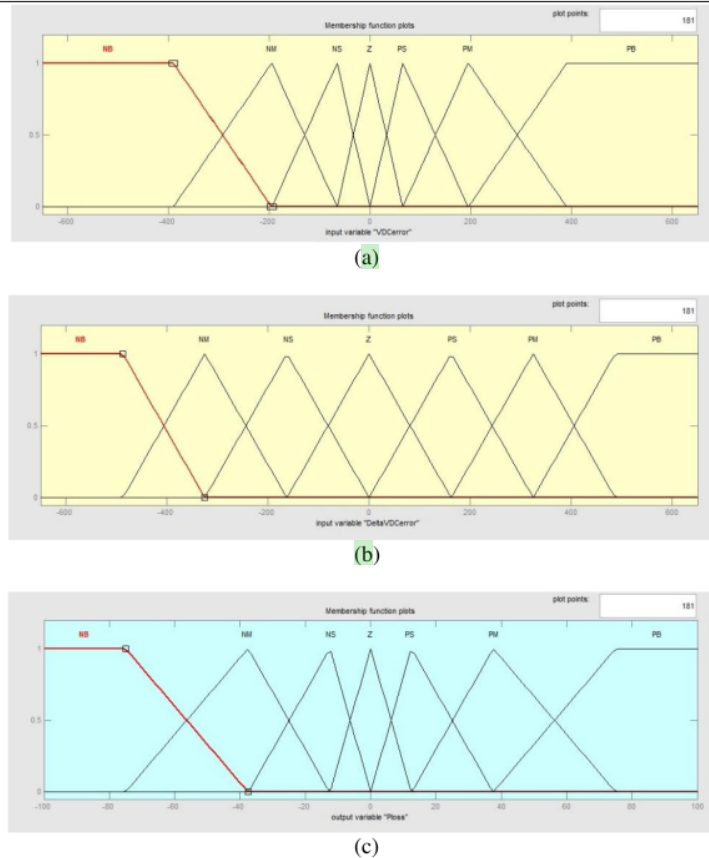 plot points: 181
Membership function plots
NB NM NS Z PS PM PB
1
0.5
0
-600 -400 -200 0 200 400 600
input variable "VDCerror"
(a)
plot points: 181
Membership function plots
NB NM NS Z PS PM PB
1
0.5
0
-600 -400 -200 0 200 400 600
input variable "DeltaVDCerror"
(b)
plot points: 181
Membership function plots
NB NM NS Z PS PM PB
1
0.5
0
-100 -80 -60 -40 -20 0 20 40 60 80 100
output variable "Ploss"
(c)